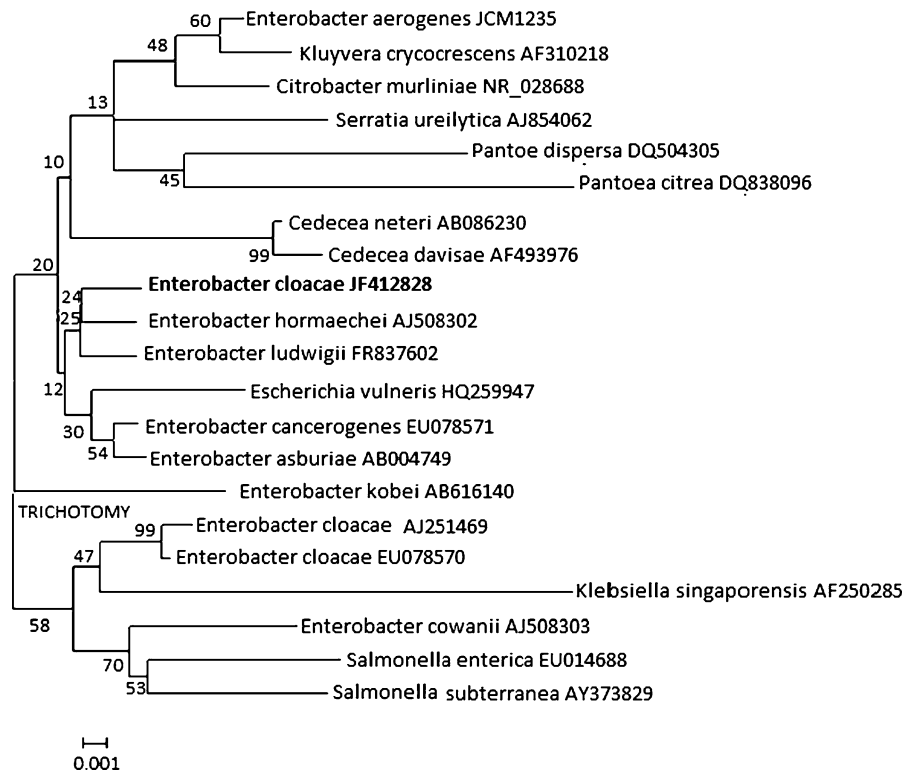 60
Enterobacter aerogenes JCM1235
48
Kluyvera crycocrescens AF310218
Citrobacter murliniae NR_028688
13
Serratia ureilytica AJ854062
Pantoe dispersa DQ504305
10
45
Pantoea citrea DQ838096
Cedecea neteri AB086230
99
Cedecea davisae AF493976
20
Enterobacter cloacae JF412828
24
25
Enterobacter hormaechei AJ508302
Enterobacter ludwigii FR837602
12
Escherichia vulneris HQ259947
30
Enterobacter cancerogenes EU078571
54
Enterobacter asburiae AB004749
Enterobacter kobei AB616140
TRICHOTOMY
99
Enterobacter cloacae AJ251469
47
Enterobacter cloacae EU078570
Klebsiella singaporensis AF250285
58
Enterobacter cowanii AJ508303
70
Salmonella enterica EU014688
53
Salmonella subterranea AY373829
0.001